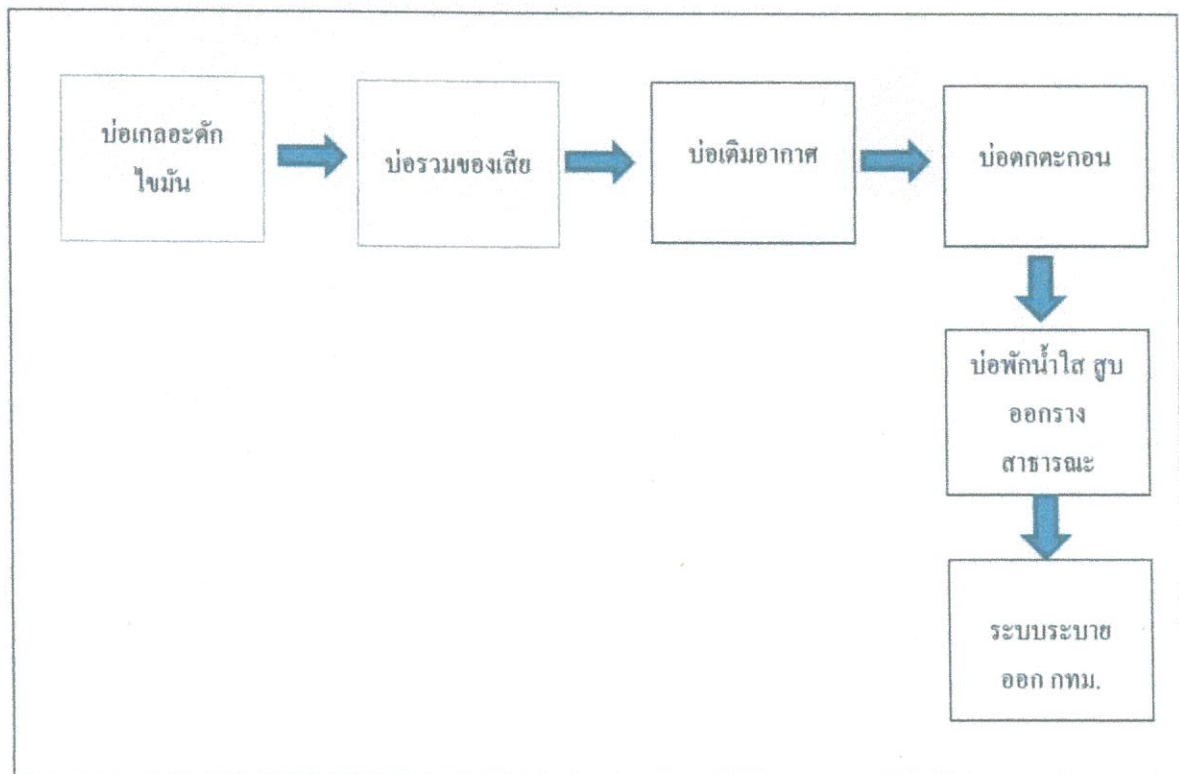 บ่อเกลอะดัก
ไขมัน
บ่อรวมของเสีย
บ่อเติมอากาศ
บ่อตกตะกอน
บ่อพักน้ำใส สูบ
ออกราง
สาธารณะ
ระบบระบาย
ออก กทม.